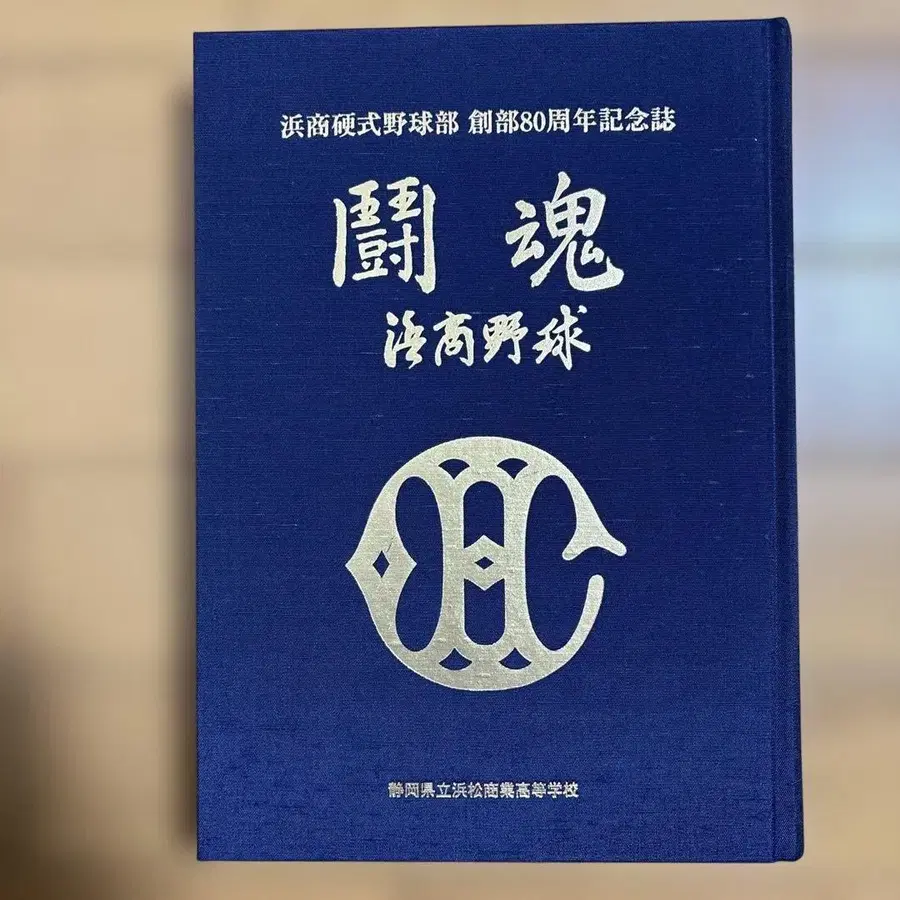 浜商硬式野球部 創部80周年記念誌
鬪魂
浜商野球
静岡県立浜松商業高等学校